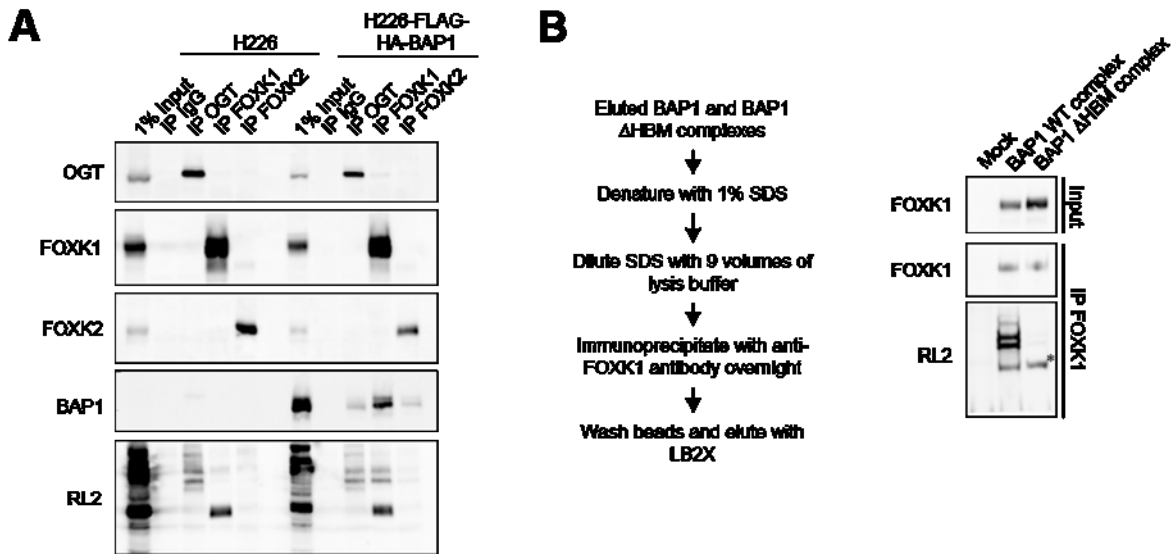 A
H226
H226-FLAG-
HA-BAP1
1% Input
IP IgG
IP OGT
IP FOXK1
IP FOXK2
1% Input
IP IgG
IP OGT
IP FOXK1
IP FOXK2
OGT
FOXK1
FOXK2
BAP1
RL2
B
Eluted BAP1 and BAP1
ΔHBM complexes
Denature with 1% SDS
Dilute SDS with 9 volumes of
lysis buffer
Immunoprecipitate with anti-
FOXK1 antibody overnight
Wash beads and elute with
LB2X
Mock
BAP1 WT complex
BAP1 ΔHBM complex
FOXK1
Input
FOXK1
RL2
*
IP FOXK1